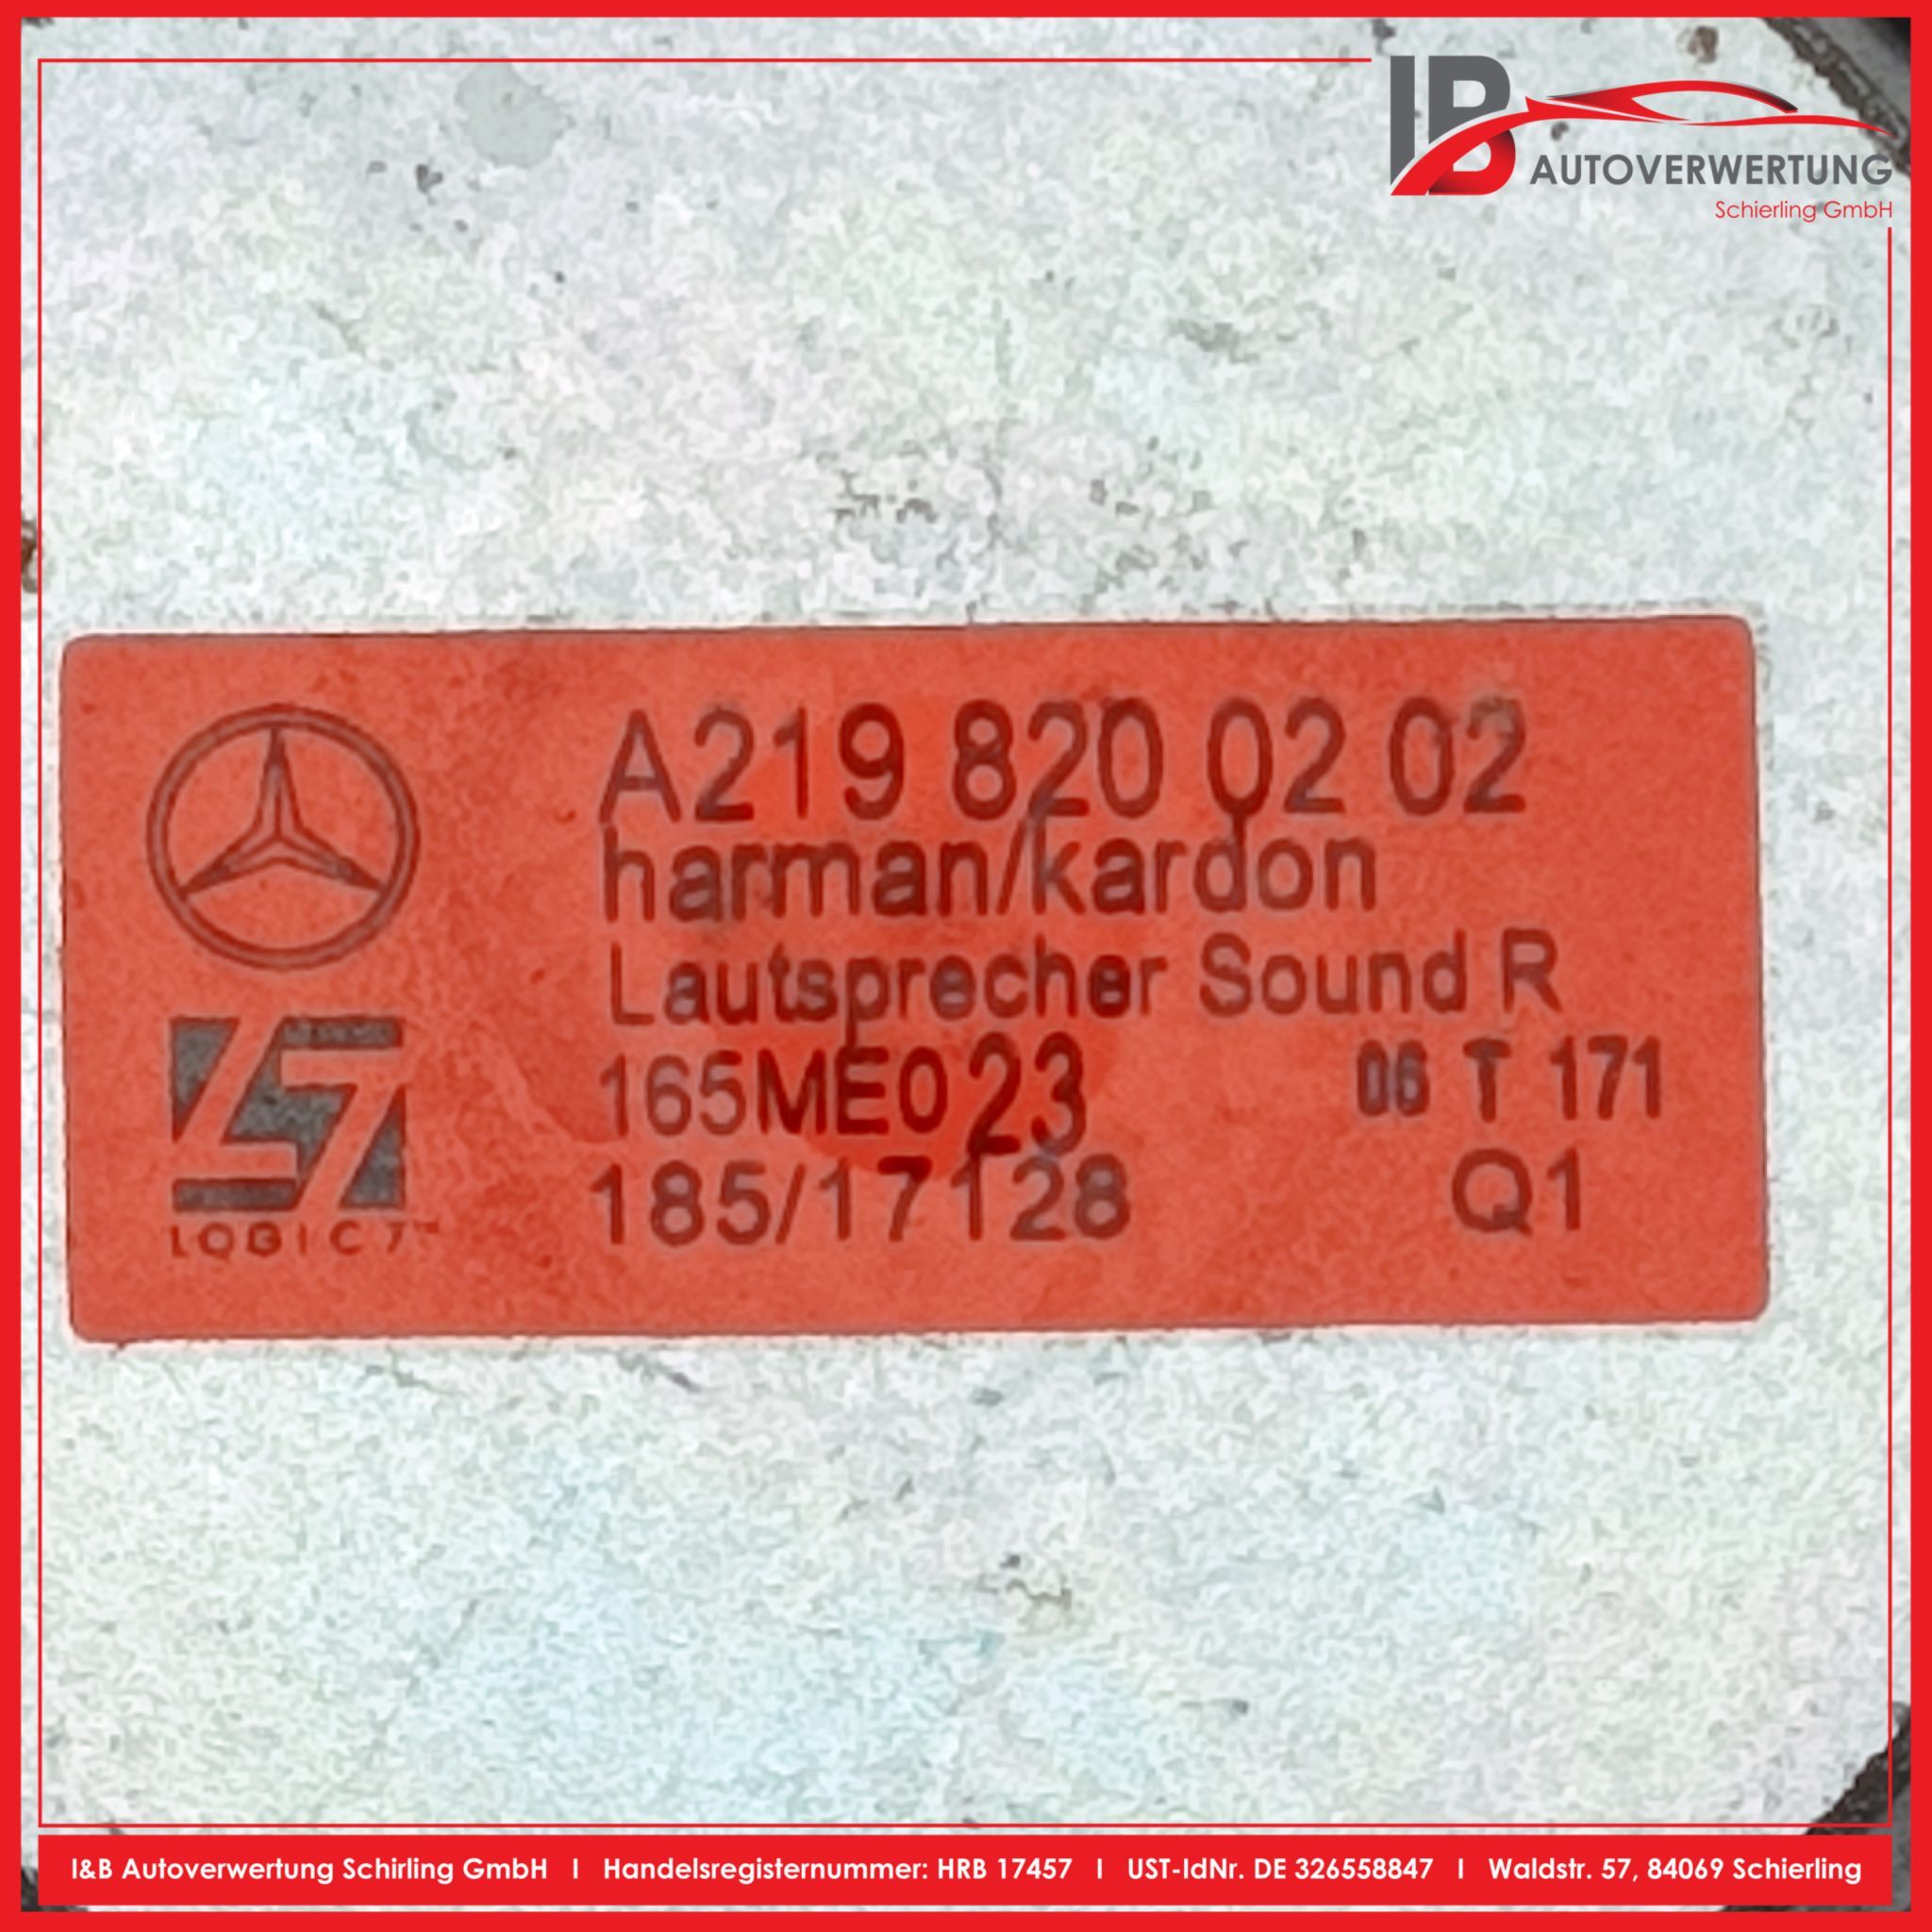 IB
AUTOVERWERTUNG
Schierling GmbH
A219 820 02 02
harman/kardon
Lautsprecher Sound R
165ME023 06 T 171
185/17128 Q1
LOGIC 7™
I&B Autoverwertung Schirling GmbH I Handelsregisternummer: HRB 17457 I UST-IdNr. DE 326558847 I Waldstr. 57, 84069 Schierling